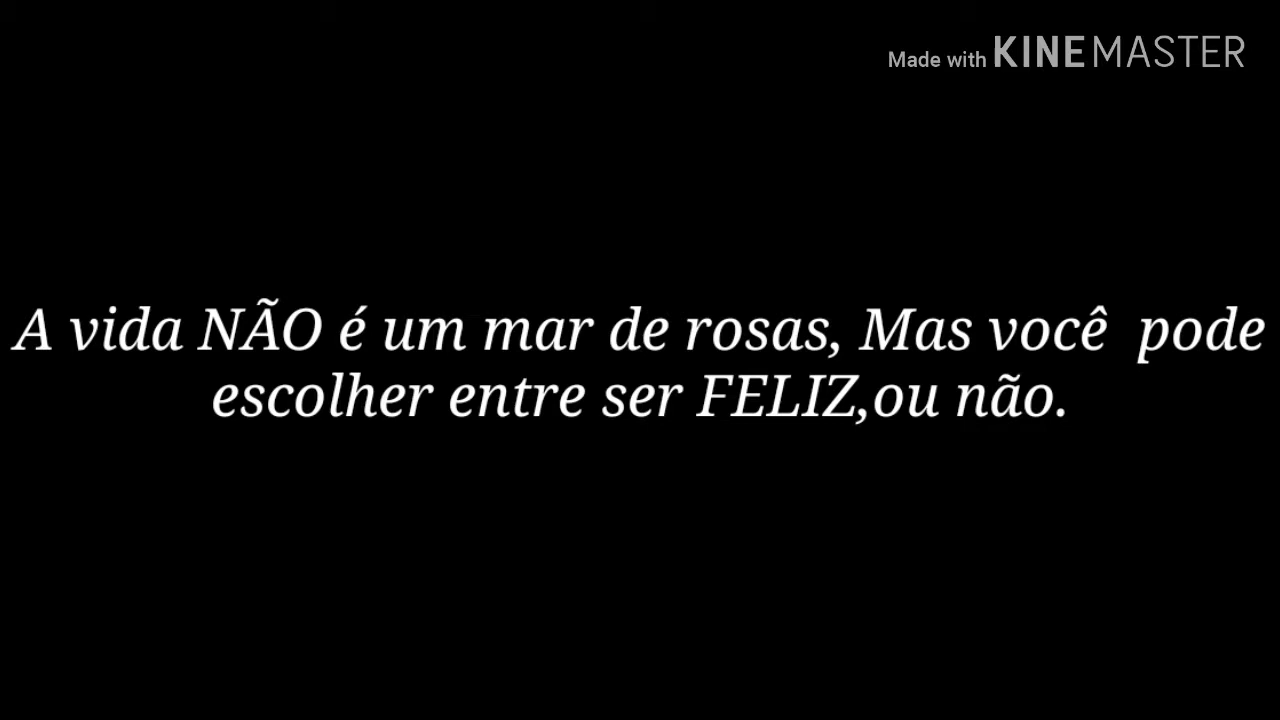 Made with KINEMASTER
A vida NÃO é um mar de rosas, Mas você  pode
escolher entre ser FELIZ,ou não.